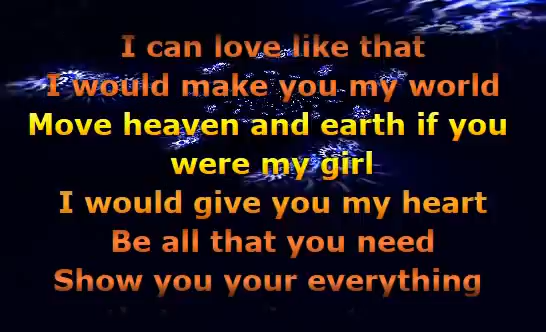 I can love like that
I would make you my world
Move heaven and earth if you
were my girl
I would give you my heart
Be all that you need
Show you your everything